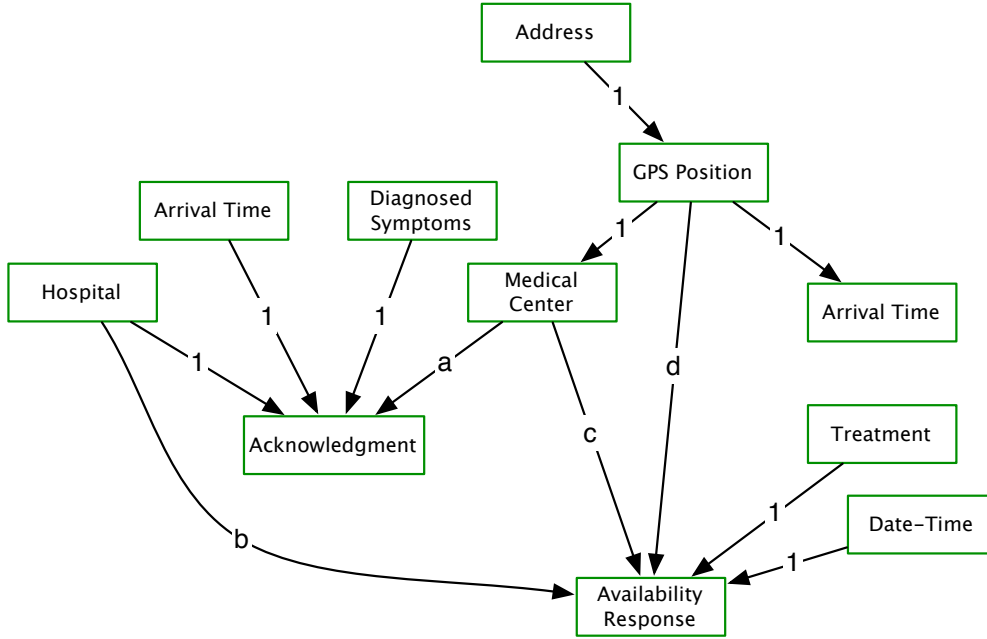 Address
1
GPS Position
Arrival Time
Diagnosed
Symptoms
1
1
Hospital
Medical
Center
Arrival Time
1
1
1
a
d
Acknowledgment
c
Treatment
1
Date-Time
b
1
Availability
Response